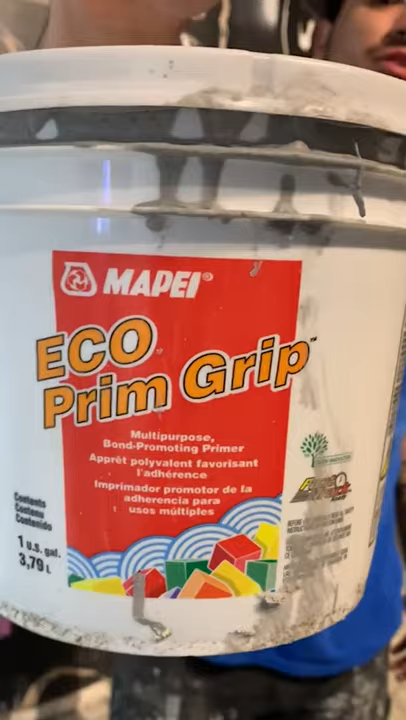 MAPEI®
ECO
Prim Grip™
Multipurpose,
Bond-Promoting Primer
Apprêt polyvalent favorisant
l'adhérence
Imprimador promotor de la
adherencia para
usos múltiples
Contents
Contenu
Contenido
1 U.S. gal.
3,79 L